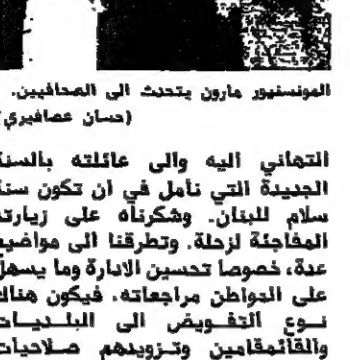 المونسنيور مارون يتحدث الى الصحافيين.
(حسان عصافيري)
التهاني اليه والى عائلته بالسنة
الجديدة التي نأمل في ان تكون سنة
سلام للبنان. وشكرناه على زيارته
المفاجئة لزحلة. وتطرقنا الى مواضيع
عدة، خصوصا تحسين الادارة وما يسهل
على المواطن مراجعاته، فيكون هناك
نوع التفويض الى البلديات
والقائمقامين وتزويدهم صلاحيات